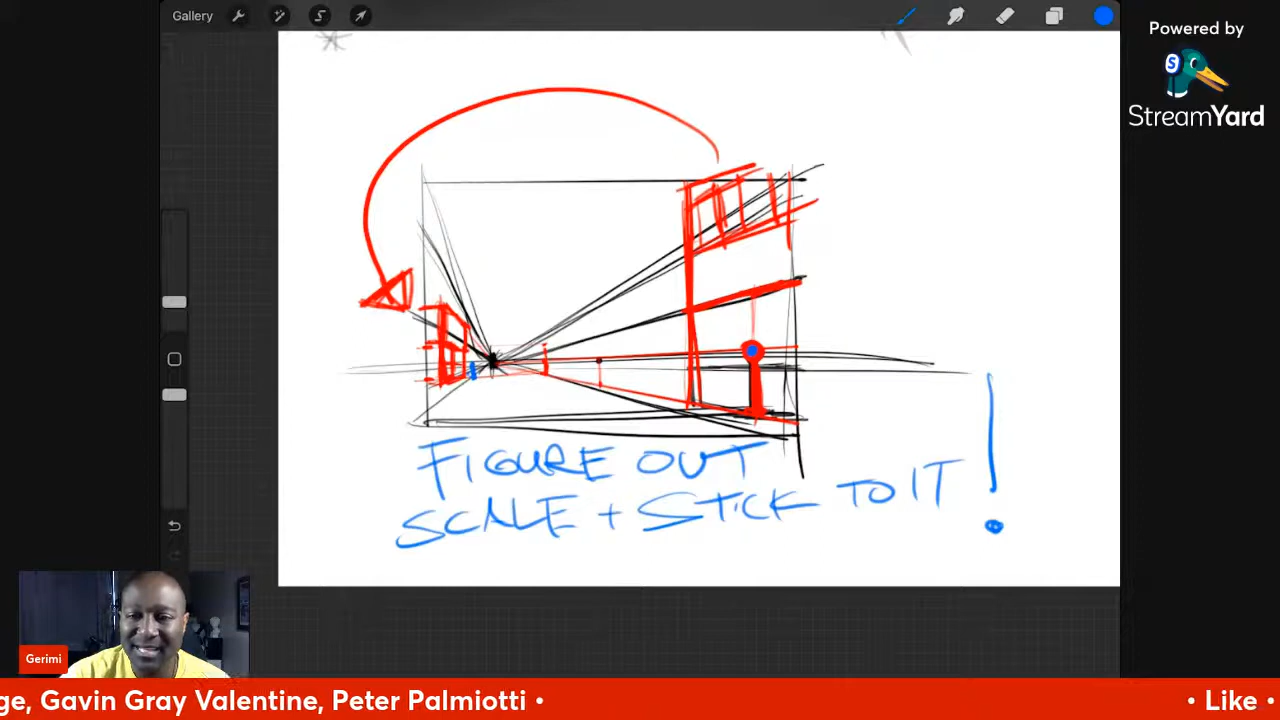 Gallery
Powered by
StreamYard
FIGURE OUT
SCALE + STICK TO IT !
Gerimi
ge, Gavin Gray Valentine, Peter Palmiotti •
• Like •